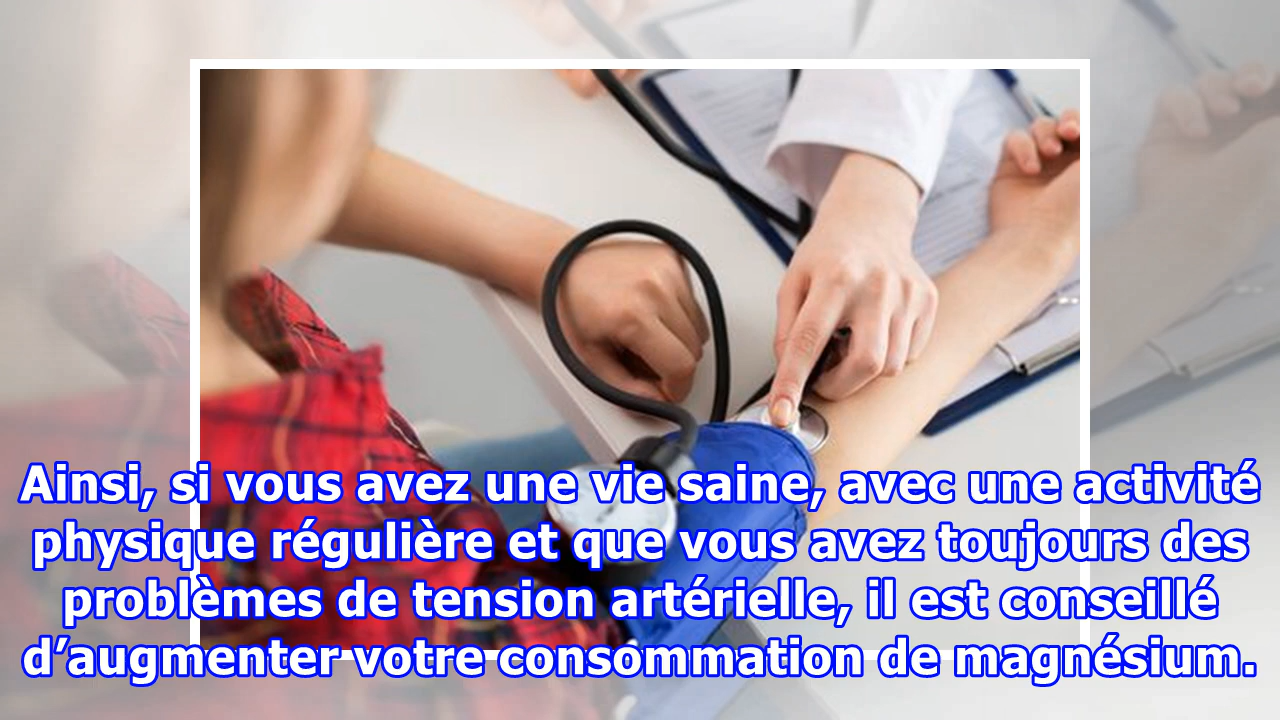 Ainsi, si vous avez une vie saine, avec une activité
physique régulière et que vous avez toujours des
problèmes de tension artérielle, il est conseillé
d’augmenter votre consommation de magnésium.